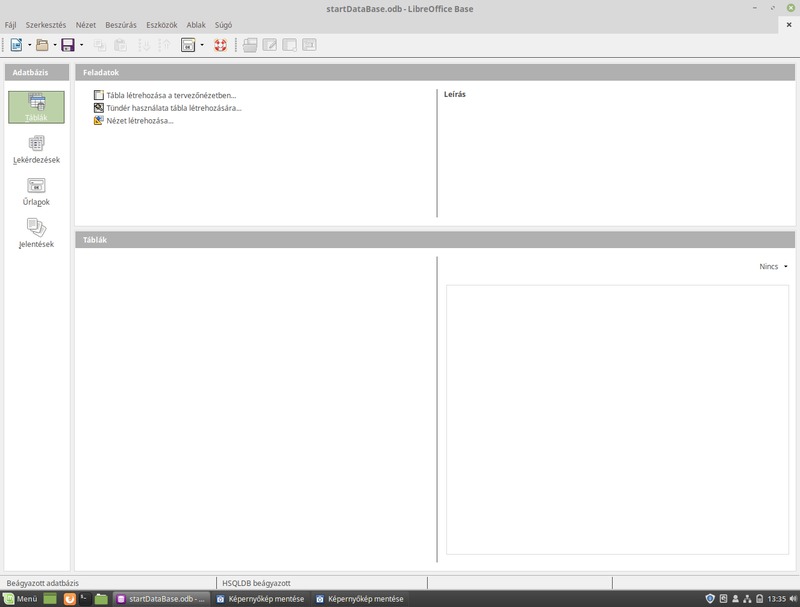 startDataBase.odb - LibreOffice Base
Fájl Szerkesztés Nézet Beszúrás Eszközök Ablak Súgó
Adatbázis
Feladatok
Táblák
Lekérdezések
Űrlapok
Jelentések
Tábla létrehozása a tervezőnézetben...
Tündér használata tábla létrehozására...
Nézet létrehozása...
Leírás
Táblák
Nincs
Beágyazott adatbázis
HSQLDB beágyazott
Menü
startDataBase.odb - ...
Képernyőkép mentése
Képernyőkép mentése
13:35